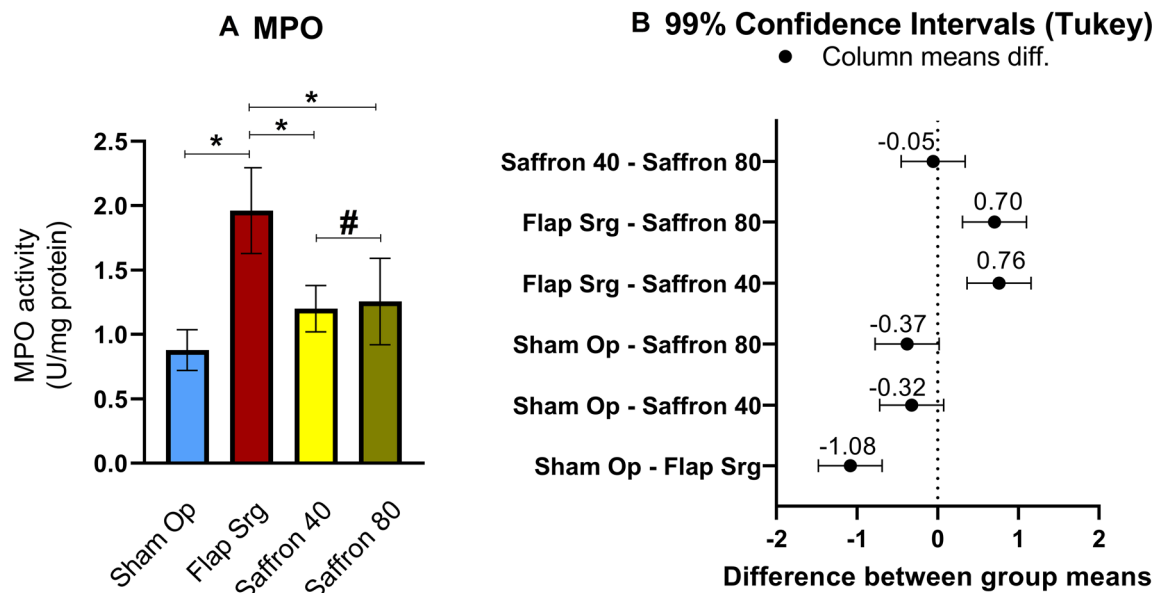 A MPO
*
*
*
#
2.5
2.0
1.5
1.0
0.5
0.0
MPO activity
(U/mg protein)
Sham Op
Flap Srg
Saffron 40
Saffron 80
B 99% Confidence Intervals (Tukey)
Column means diff.
Saffron 40 - Saffron 80
-0.05
Flap Srg - Saffron 80
0.70
Flap Srg - Saffron 40
0.76
Sham Op - Saffron 80
-0.37
Sham Op - Saffron 40
-0.32
Sham Op - Flap Srg
-1.08
-2
-1
0
1
2
Difference between group means